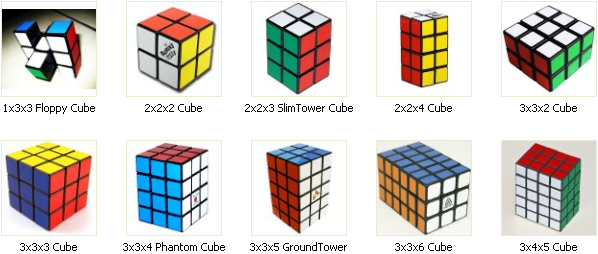 1x3x3 Floppy Cube
2x2x2 Cube
2x2x3 SlimTower Cube
2x2x4 Cube
3x3x2 Cube
3x3x3 Cube
3x3x4 Phantom Cube
3x3x5 GroundTower
3x3x6 Cube
3x4x5 Cube